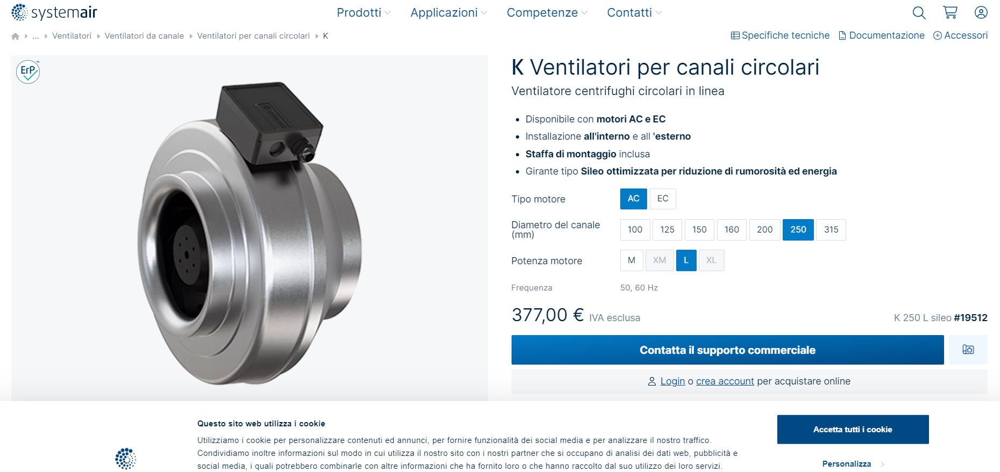 systemair
Prodotti Applicazioni Competenze Contatti
... Ventilatori Ventilatori da canale Ventilatori per canali circolari K
Specifiche tecniche Documentazione Accessori
ErP™
K Ventilatori per canali circolari
Ventilatore centrifughi circolari in linea
• Disponibile con motori AC e EC
• Installazione all'interno e all 'esterno
• Staffa di montaggio inclusa
• Girante tipo Sileo ottimizzata per riduzione di rumorosità ed energia
Tipo motore AC EC
Diametro del canale
(mm)
100 125 150 160 200 250 315
Potenza motore M XM L XL
Frequenza 50, 60 Hz
377,00 € IVA esclusa
K 250 L sileo #19512
Contatta il supporto commerciale
Login o crea account per acquistare online
Questo sito web utilizza i cookie
Utilizziamo i cookie per personalizzare contenuti ed annunci, per fornire funzionalità dei social media e per analizzare il nostro traffico.
Condividiamo inoltre informazioni sul modo in cui utilizza il nostro sito con i nostri partner che si occupano di analisi dei dati web, pubblicità e
social media, i quali potrebbero combinarle con altre informazioni che ha fornito loro o che hanno raccolto dal suo utilizzo dei loro servizi.
Accetta tutti i cookie
Personalizza